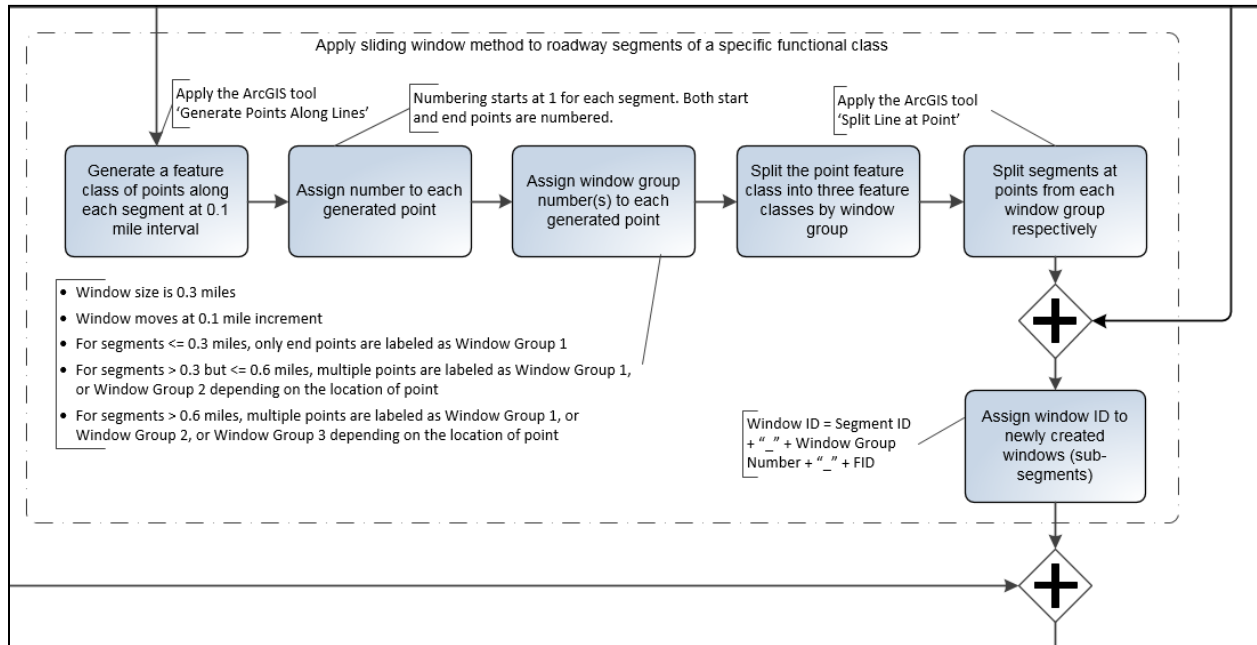 Apply sliding window method to roadway segments of a specific functional class
Apply the ArcGIS tool
‘Generate Points Along Lines’
Numbering starts at 1 for each segment. Both start
and end points are numbered.
Apply the ArcGIS tool
‘Split Line at Point’
Generate a feature
class of points along
each segment at 0.1
mile interval
Assign number to each
generated point
Assign window group
number(s) to each
generated point
Split the point feature
class into three feature
classes by window
group
Split segments at
points from each
window group
respectively
• Window size is 0.3 miles
• Window moves at 0.1 mile increment
• For segments <= 0.3 miles, only end points are labeled as Window Group 1
• For segments > 0.3 but <= 0.6 miles, multiple points are labeled as Window Group 1,
or Window Group 2 depending on the location of point
• For segments > 0.6 miles, multiple points are labeled as Window Group 1, or
Window Group 2, or Window Group 3 depending on the location of point
Window ID = Segment ID
+ “_” + Window Group
Number + “_” + FID
Assign window ID to
newly created
windows (sub-
segments)